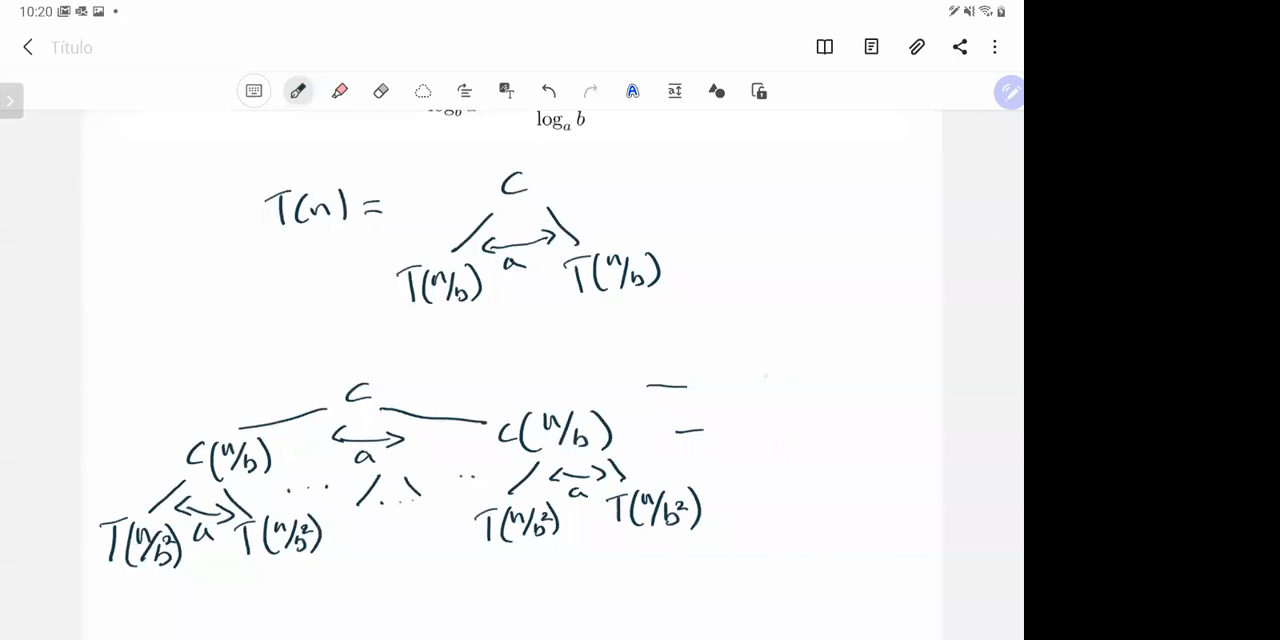 10:20
Título
log_a b
T(n) =
C
a
T(n/b) T(n/b)
C
C(n/b) a C(n/b)
... .. a
a
T(n/b²) T(n/b²) T(n/b²) T(n/b²)